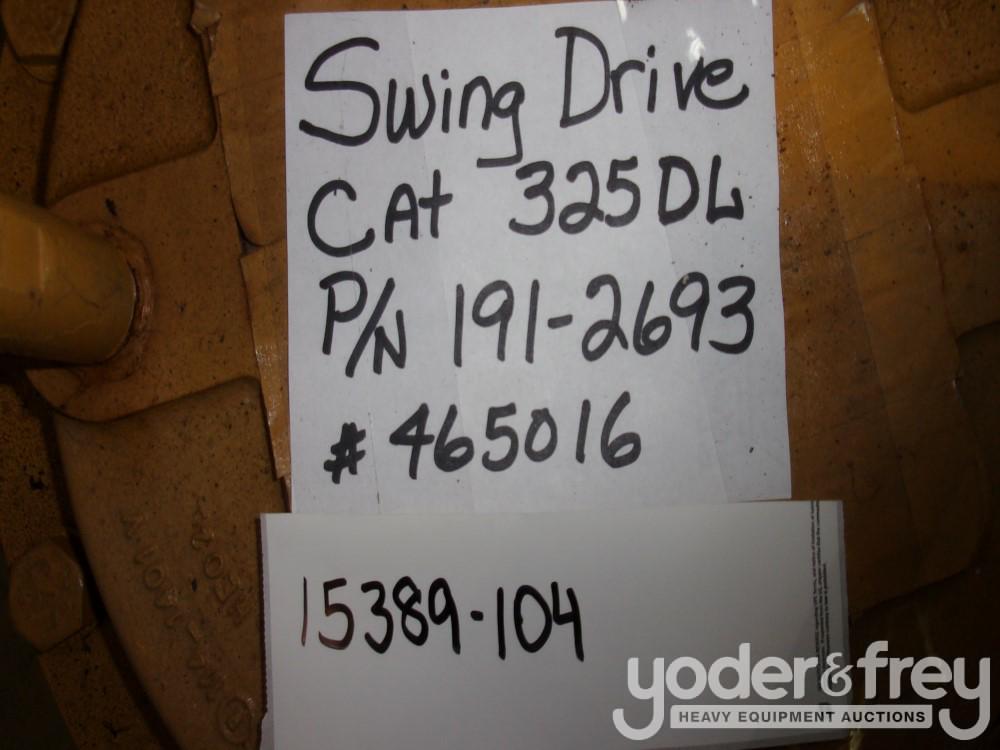 Swing Drive
CAt 325DL
P/N 191-2693
# 465016
15389-104
yoder&frey
HEAVY EQUIPMENT AUCTIONS